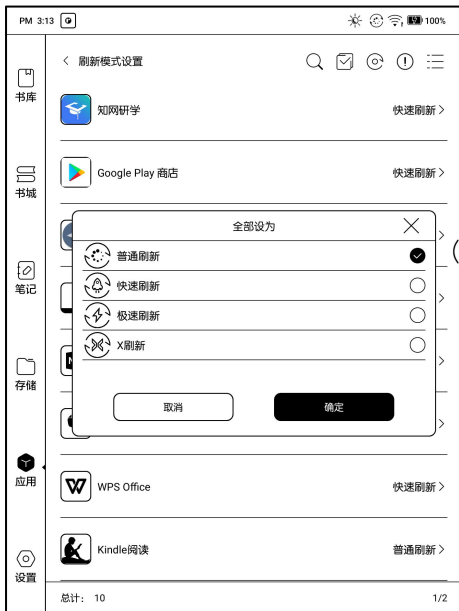 PM 3:13
100%
刷新模式设置
书库
知网研学
快速刷新
书城
Google Play 商店
快速刷新
全部设为
普通刷新
笔记
快速刷新
极速刷新
X刷新
存储
取消
确定
应用
WPS Office
快速刷新
Kindle阅读
普通刷新
设置
总计： 10
1/2